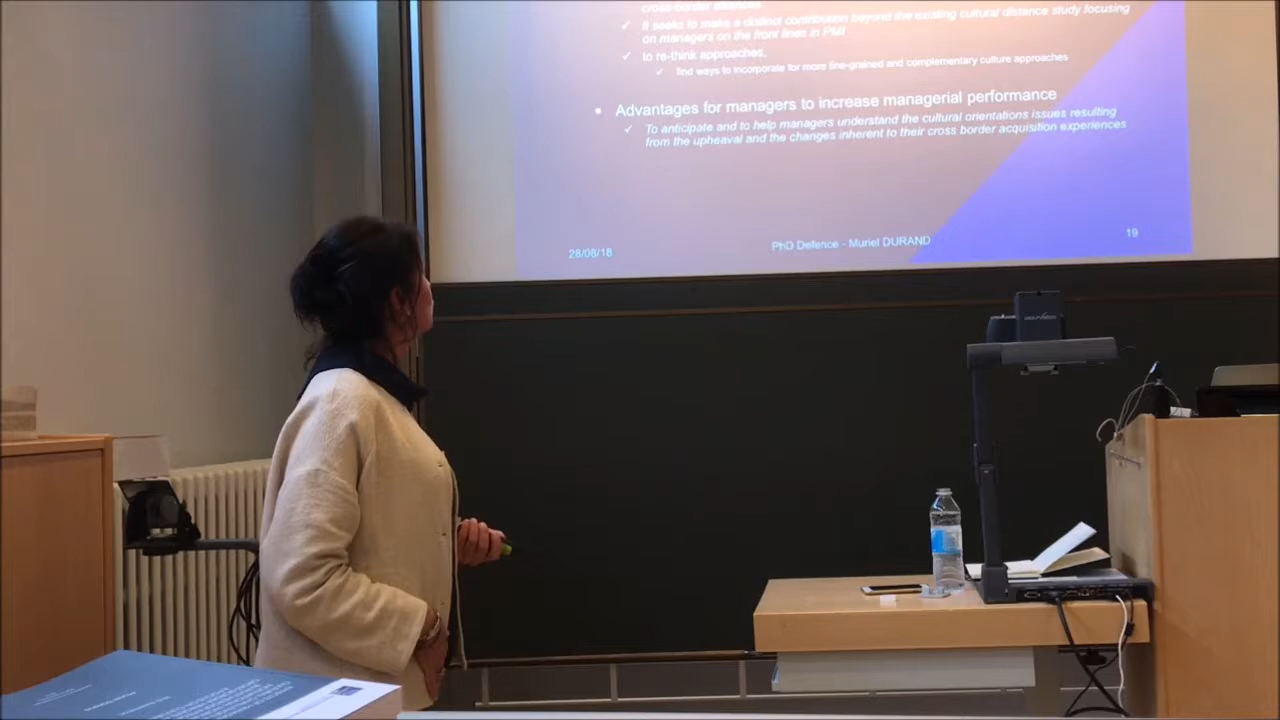 cross-border alliances
✓ It seeks to make a distinct contribution beyond the existing cultural distance study focusing
on managers on the front lines in PMI
✓ to re-think approaches,
✓ find ways to incorporate for more fine-grained and complementary culture approaches
• Advantages for managers to increase managerial performance
✓ To anticipate and to help managers understand the cultural orientations issues resulting
from the upheaval and the changes inherent to their cross border acquisition experiences
28/08/18
PhD Defence - Muriel DURAND
19